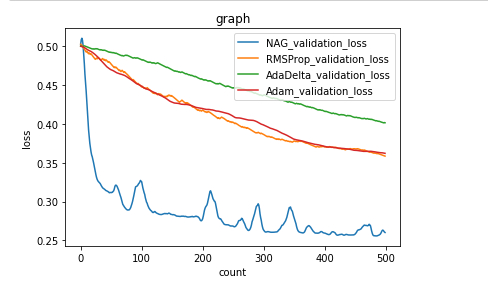 graph
NAG_validation_loss
RMSProp_validation_loss
AdaDelta_validation_loss
Adam_validation_loss
loss
0.50
0.45
0.40
0.35
0.30
0.25
0 100 200 300 400 500
count